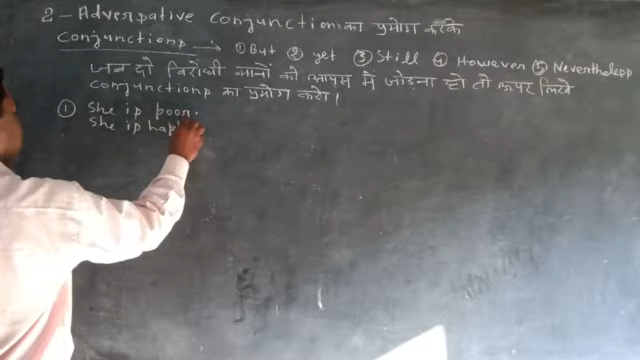 2 - Adversative Conjunction का प्रयोग करके
Conjunctions → ① But ② yet ③ Still ④ However ⑤ Nevertheless
जब दो विरोधी बातों को आपस में जोड़ना हो तो ऊपर लिखे
Conjunctions का प्रयोग करो।
① She is poor.
She is hap